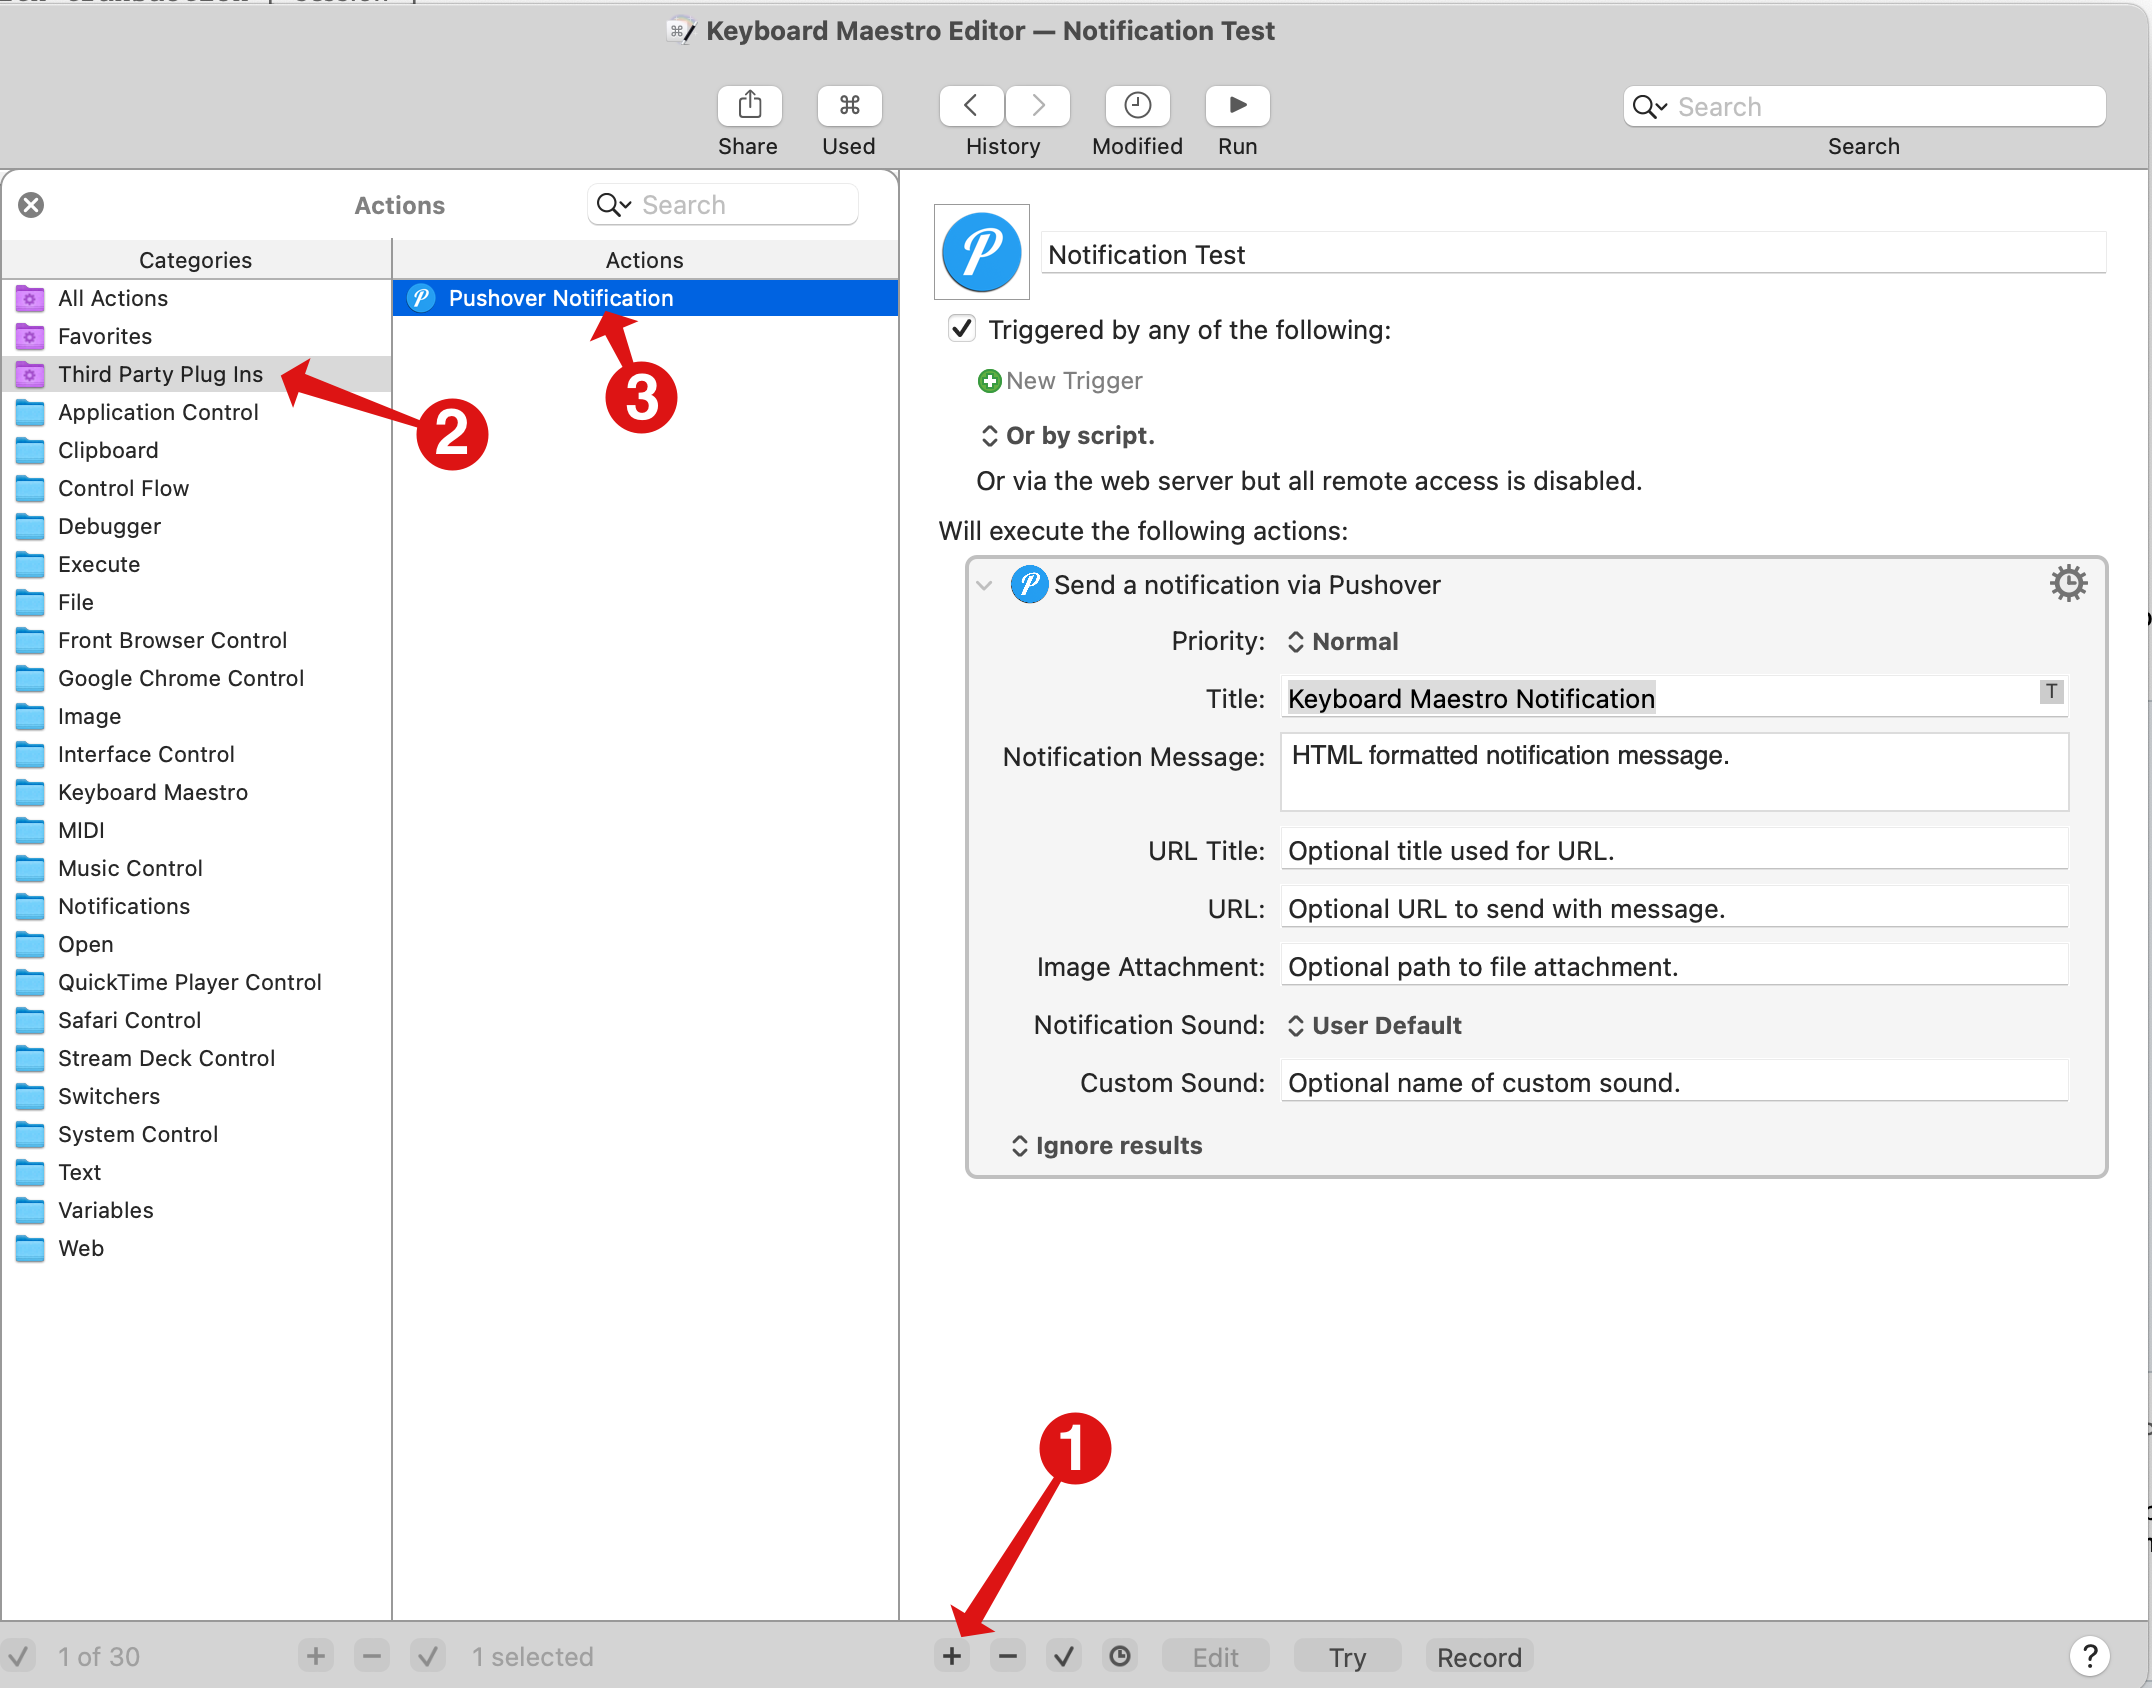 Keyboard Maestro Editor — Notification Test
Share
Used
History
Modified
Run
Search
Search
Actions
Search
Categories
Actions
All Actions
Favorites
Third Party Plug Ins
Application Control
Clipboard
Control Flow
Debugger
Execute
File
Front Browser Control
Google Chrome Control
Image
Interface Control
Keyboard Maestro
MIDI
Music Control
Notifications
Open
QuickTime Player Control
Safari Control
Stream Deck Control
Switchers
System Control
Text
Variables
Web
Pushover Notification
2
3
Notification Test
Triggered by any of the following:
New Trigger
Or by script.
Or via the web server but all remote access is disabled.
Will execute the following actions:
Send a notification via Pushover
Priority: Normal
Title: Keyboard Maestro Notification T
Notification Message: HTML formatted notification message.
URL Title: Optional title used for URL.
URL: Optional URL to send with message.
Image Attachment: Optional path to file attachment.
Notification Sound: User Default
Custom Sound: Optional name of custom sound.
Ignore results
1
1 of 30
1 selected
Edit
Try
Record
?